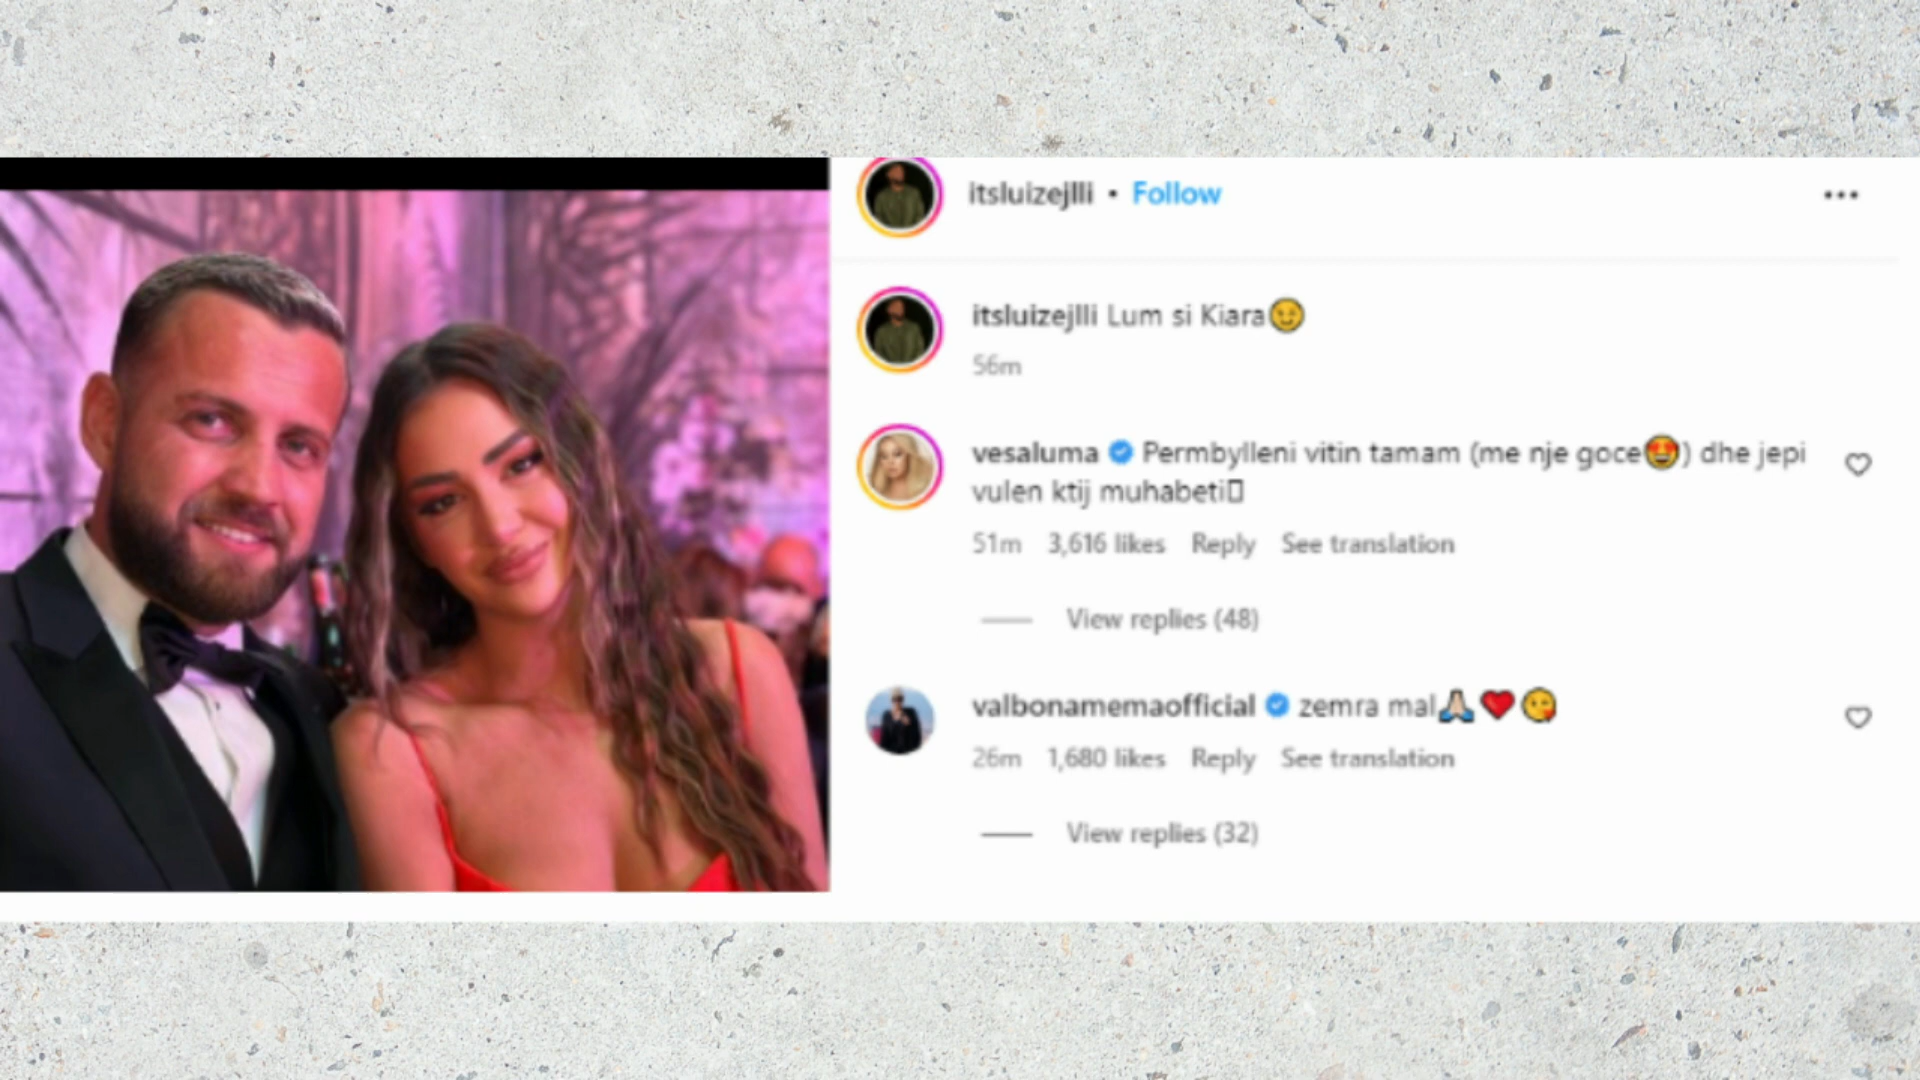 itsluizejlli • Follow
itsluizejlli Lum si Kiara😉
56m
vesaluma Permbylleni vitin tamam (me nje goce😍) dhe jepi
vulen ktij muhabeti
51m 3,616 likes Reply See translation
View replies (48)
valbonamemaofficial zemra mal🙏🏻❤️😘
26m 1,680 likes Reply See translation
View replies (32)